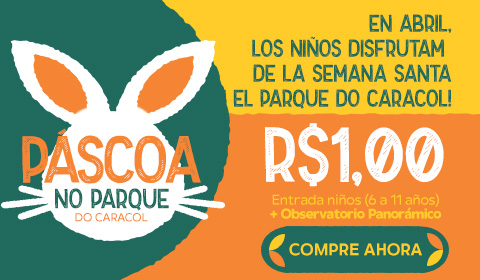 PÁSCOA
NO PARQUE
DO CARACOL
EN ABRIL,
LOS NIÑOS DISFRUTAM
DE LA SEMANA SANTA
EL PARQUE DO CARACOL!
R$1,00
Entrada niños (6 a 11 años)
+ Observatorio Panorámico
COMPRE AHORA